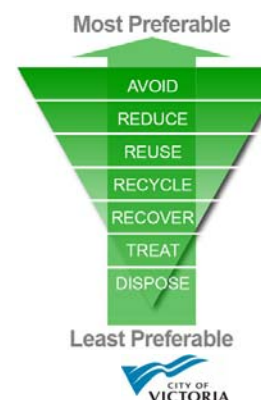 Most Preferable
AVOID
REDUCE
REUSE
RECYCLE
RECOVER
TREAT
DISPOSE
Least Preferable
CITY OF
VICTORIA